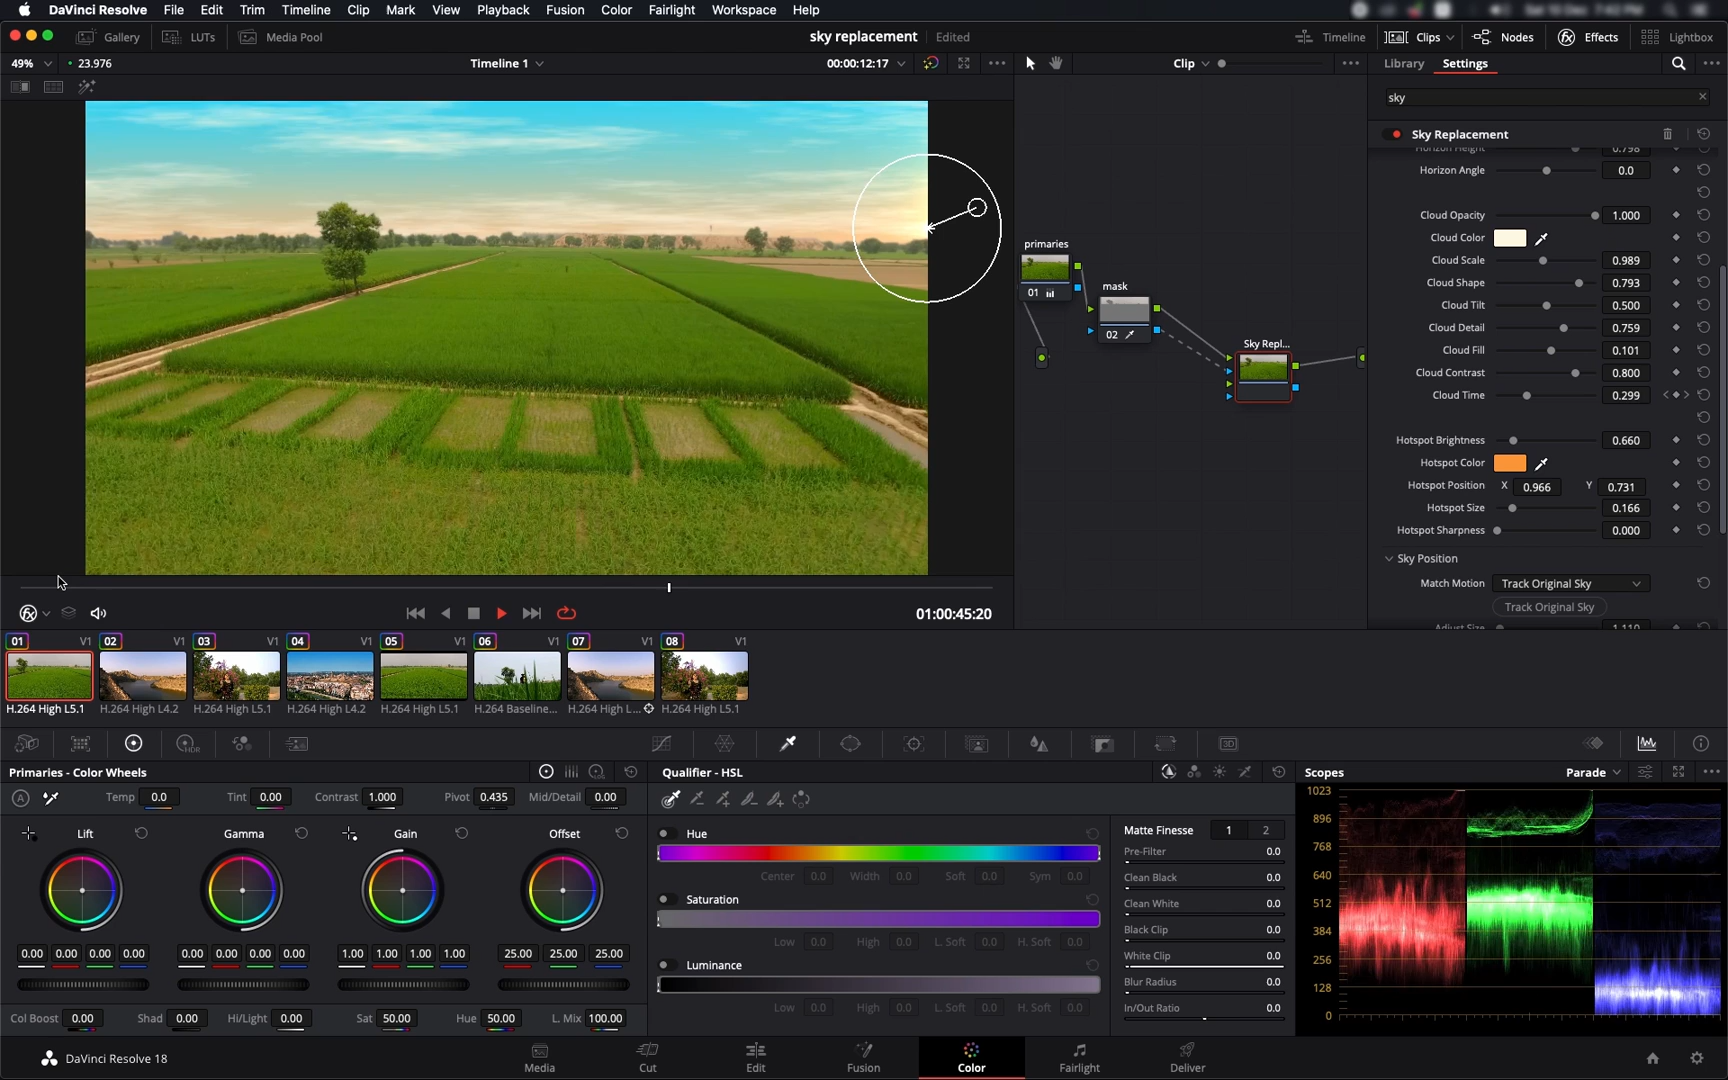 DaVinci Resolve File Edit Trim Timeline Clip Mark View Playback Fusion Color Fairlight Workspace Help
Gallery LUTs Media Pool sky replacement Edited Timeline Clips Nodes Effects Lightbox
49% 23.976 Timeline 1 00:00:12:17 Clip Library Settings
sky
Sky Replacement
Horizon Height 0.798
Horizon Angle 0.0
Cloud Opacity 1.000
Cloud Color
Cloud Scale 0.989
Cloud Shape 0.793
Cloud Tilt 0.500
Cloud Detail 0.759
Cloud Fill 0.101
Cloud Contrast 0.800
Cloud Time 0.299
Hotspot Brightness 0.660
Hotspot Color
Hotspot Position X 0.966 Y 0.731
Hotspot Size 0.166
Hotspot Sharpness 0.000
Sky Position
Match Motion Track Original Sky
Track Original Sky
Adjust Size 1.110
primaries
01
mask
02
Sky Repl...
fx 01:00:45:20
01 V1 02 V1 03 V1 04 V1 05 V1 06 V1 07 V1 08 V1
H.264 High L5.1 H.264 High L4.2 H.264 High L5.1 H.264 High L4.2 H.264 High L5.1 H.264 Baseline... H.264 High L... H.264 High L5.1
HDR 3D
Primaries - Color Wheels
A Temp 0.0 Tint 0.00 Contrast 1.000 Pivot 0.435 Mid/Detail 0.00
Lift Gamma Gain Offset
0.00 0.00 0.00 0.00 0.00 0.00 0.00 0.00 1.00 1.00 1.00 1.00 25.00 25.00 25.00
Col Boost 0.00 Shad 0.00 Hi/Light 0.00 Sat 50.00 Hue 50.00 L. Mix 100.00
Qualifier - HSL
Hue
Center 0.0 Width 0.0 Soft 0.0 Sym 0.0
Saturation
Low 0.0 High 0.0 L. Soft 0.0 H. Soft 0.0
Luminance
Low 0.0 High 0.0 L. Soft 0.0 H. Soft 0.0
Matte Finesse 1 2
Pre-Filter 0.0
Clean Black 0.0
Clean White 0.0
Black Clip 0.0
White Clip 0.0
Blur Radius 0.0
In/Out Ratio 0.0
Scopes Parade
1023
896
768
640
512
384
256
128
0
DaVinci Resolve 18 Media Cut Edit Fusion Color Fairlight Deliver